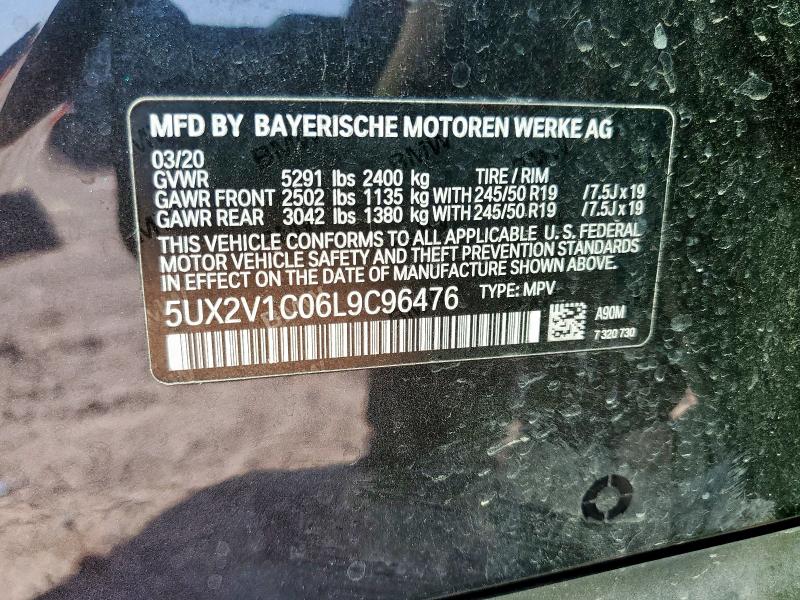 MFD BY BAYERISCHE MOTOREN WERKE AG
03/20
GVWR 5291 lbs 2400 kg TIRE / RIM
GAWR FRONT 2502 lbs 1135 kg WITH 245/50 R19 /7.5J x 19
GAWR REAR 3042 lbs 1380 kg WITH 245/50 R19 /7.5J x 19
THIS VEHICLE CONFORMS TO ALL APPLICABLE U. S. FEDERAL
MOTOR VEHICLE SAFETY AND THEFT PREVENTION STANDARDS
IN EFFECT ON THE DATE OF MANUFACTURE SHOWN ABOVE.
5UX2V1C06L9C96476 TYPE: MPV
A90M
7 320 730